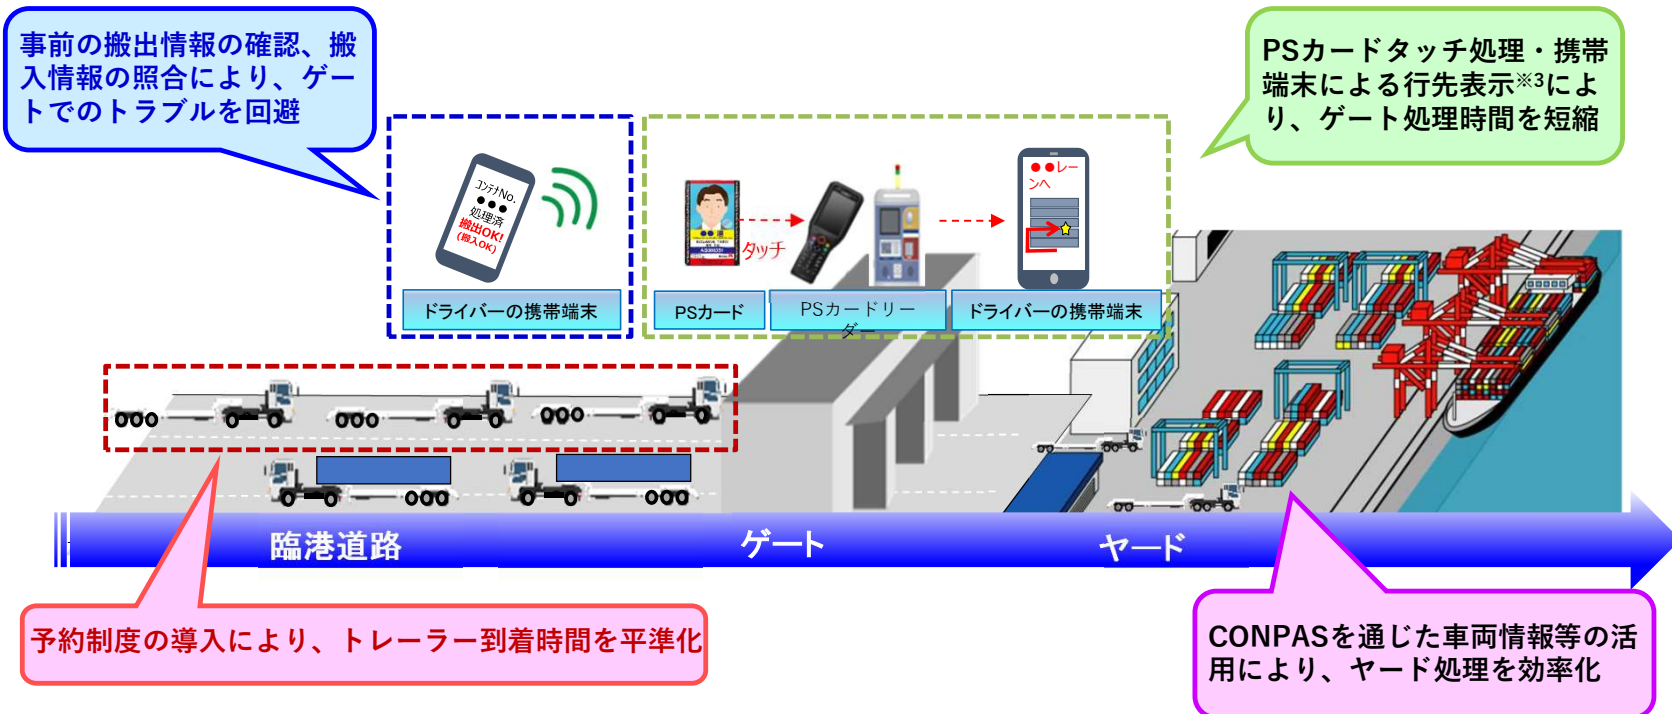 事前の搬出情報の確認、搬
入情報の照合により、ゲー
トでのトラブルを回避
PSカードタッチ処理・携帯
端末による行先表示※3によ
り、ゲート処理時間を短縮
コンテナNo.
●●●
処理済
搬出OK!
(搬入OK)
タッチ
●●レー
ンへ
ドライバーの携帯端末
PSカード
PSカードリー
ダー
ドライバーの携帯端末
臨港道路
ゲート
ヤード
予約制度の導入により、トレーラー到着時間を平準化
CONPASを通じた車両情報等の活
用により、ヤード処理を効率化